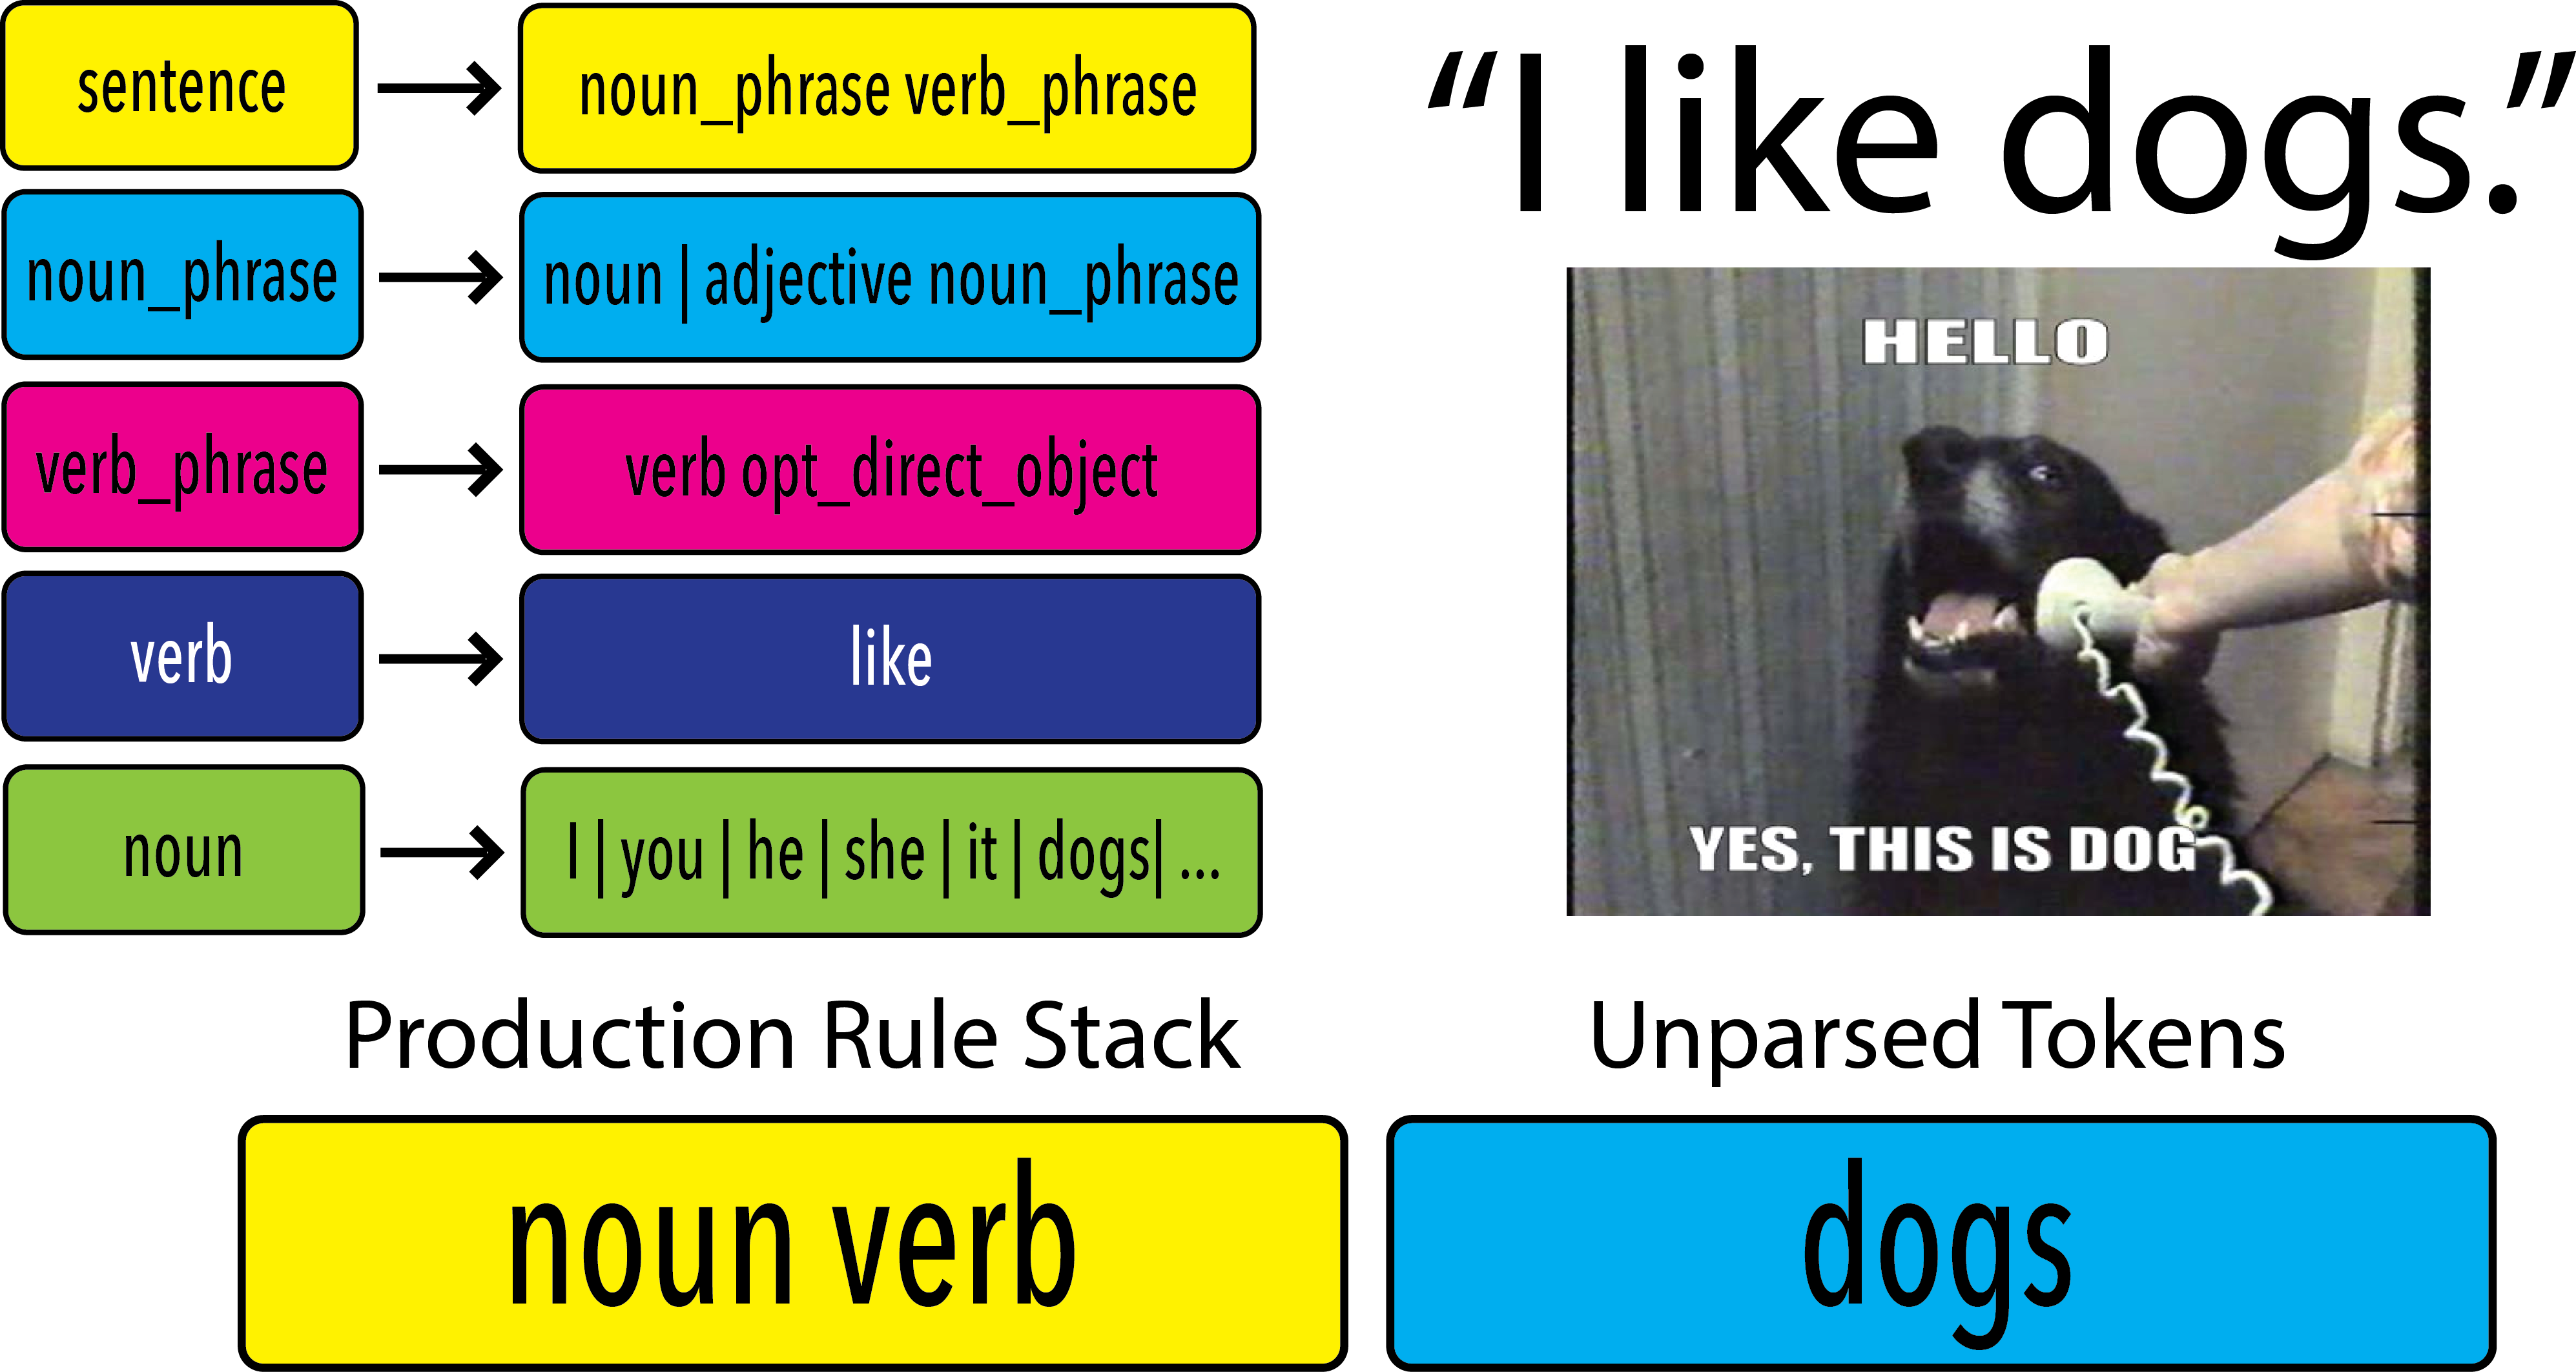 sentence → noun_phrase verb_phrase
noun_phrase → noun | adjective noun_phrase
verb_phrase → verb opt_direct_object
verb → like
noun → I | you | he | she | it | dogs| ...
“I like dogs.”
HELLO
YES, THIS IS DOG
Production Rule Stack
noun verb
Unparsed Tokens
dogs